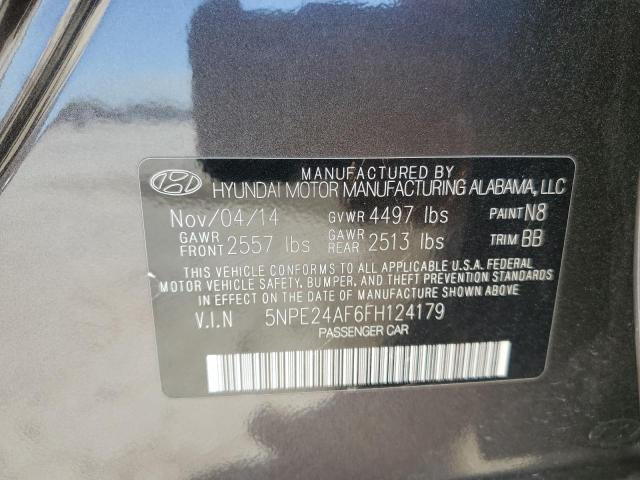 MANUFACTURED BY
HYUNDAI MOTOR MANUFACTURING ALABAMA, LLC
Nov/04/14 GVWR 4497 lbs PAINT N8
GAWR FRONT 2557 lbs GAWR REAR 2513 lbs TRIM BB
THIS VEHICLE CONFORMS TO ALL APPLICABLE U.S.A. FEDERAL
MOTOR VEHICLE SAFETY, BUMPER, AND THEFT PREVENTION STANDARDS
IN EFFECT ON THE DATE OF MANUFACTURE SHOWN ABOVE.
V.I.N 5NPE24AF6FH124179
PASSENGER CAR